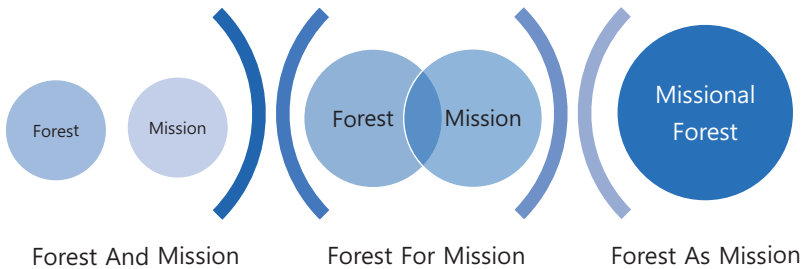 Forest
Mission
Forest
Mission
Missional
Forest
Forest And Mission
Forest For Mission
Forest As Mission